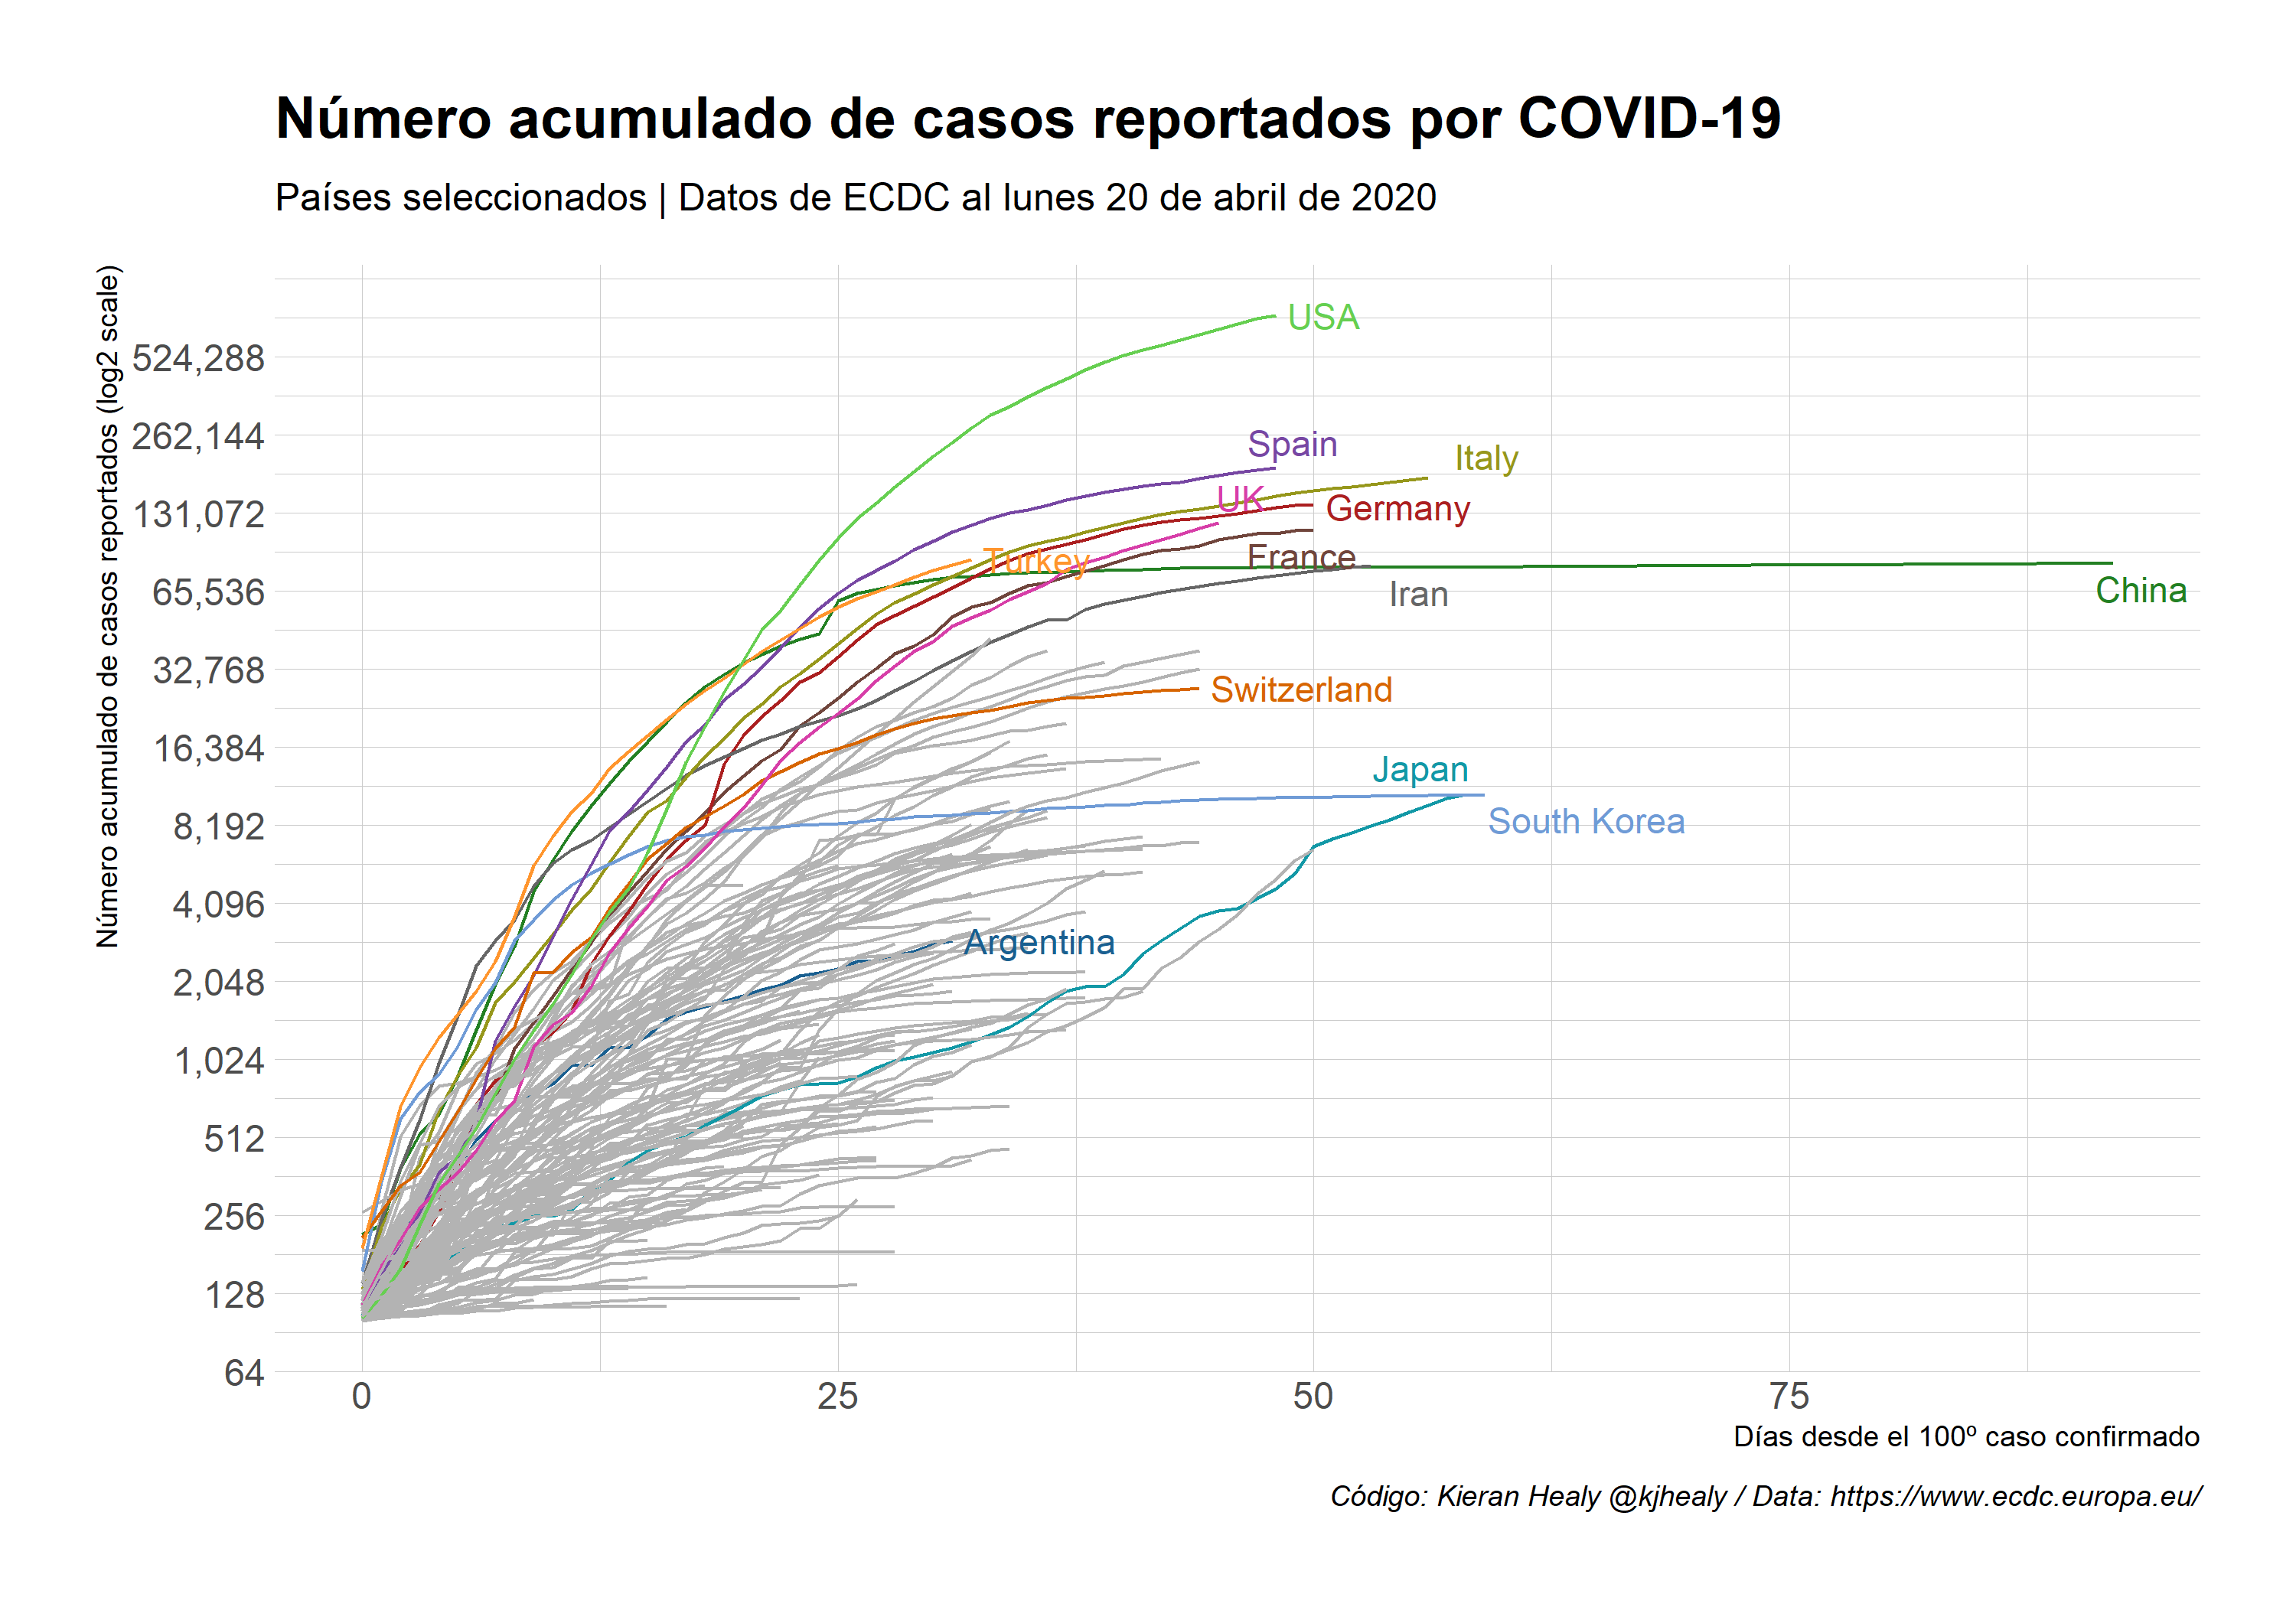 Número acumulado de casos reportados por COVID-19
Países seleccionados | Datos de ECDC al lunes 20 de abril de 2020
Número acumulado de casos reportados (log2 scale)
524,288
262,144
131,072
65,536
32,768
16,384
8,192
4,096
2,048
1,024
512
256
128
64
USA
Spain
Italy
UK
Germany
Turkey
France
Iran
China
Switzerland
Japan
South Korea
Argentina
0
25
50
75
Días desde el 100º caso confirmado
Código: Kieran Healy @kjhealy / Data: https://www.ecdc.europa.eu/